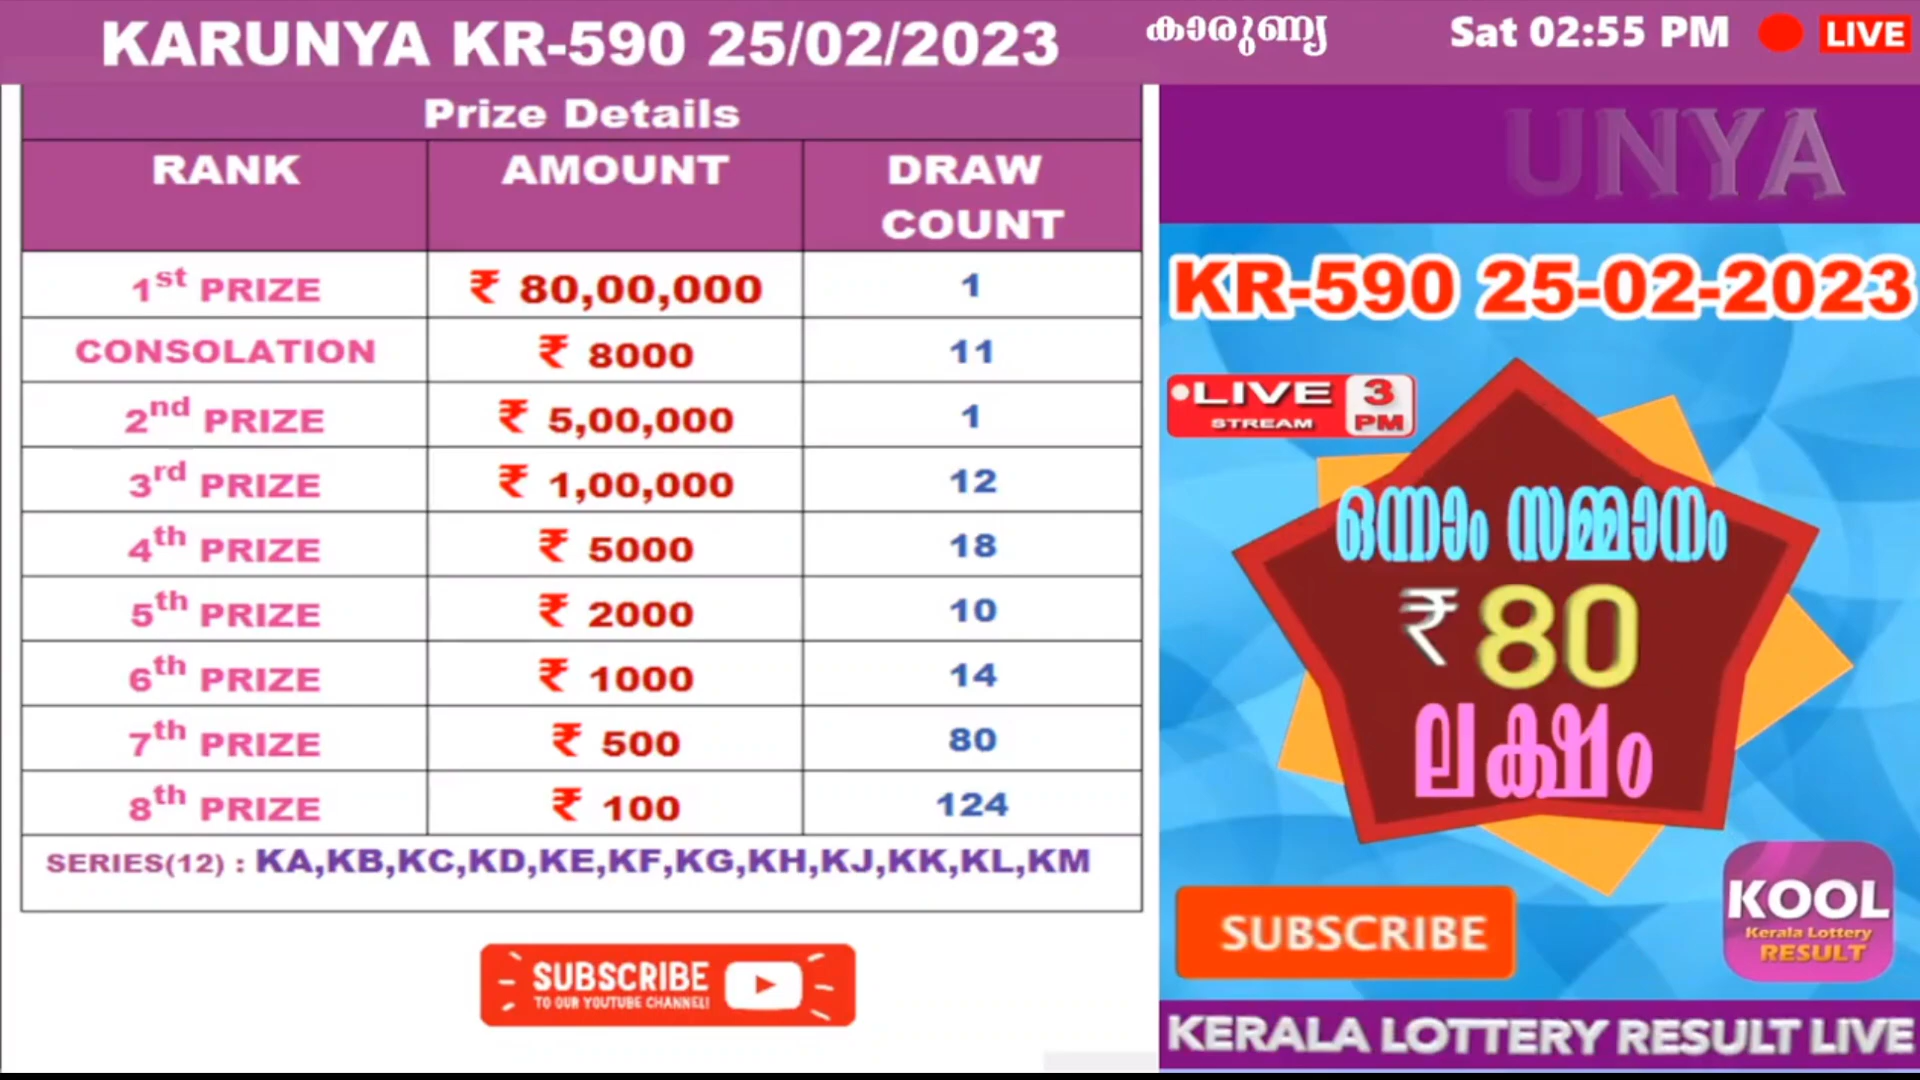 KARUNYA KR-590 25/02/2023
കാരുണ്യ
Sat 02:55 PM
LIVE
Prize Details
RANK AMOUNT DRAW COUNT
1st PRIZE ₹ 80,00,000 1
CONSOLATION ₹ 8000 11
2nd PRIZE ₹ 5,00,000 1
3rd PRIZE ₹ 1,00,000 12
4th PRIZE ₹ 5000 18
5th PRIZE ₹ 2000 10
6th PRIZE ₹ 1000 14
7th PRIZE ₹ 500 80
8th PRIZE ₹ 100 124
SERIES(12) : KA,KB,KC,KD,KE,KF,KG,KH,KJ,KK,KL,KM
SUBSCRIBE
TO OUR YOUTUBE CHANNEL!
UNYA
KR-590 25-02-2023
LIVE 3
STREAM PM
ഒന്നാം സമ്മാനം
₹80
ലക്ഷം
SUBSCRIBE
KOOL
Kerala Lottery
RESULT
KERALA LOTTERY RESULT LIVE